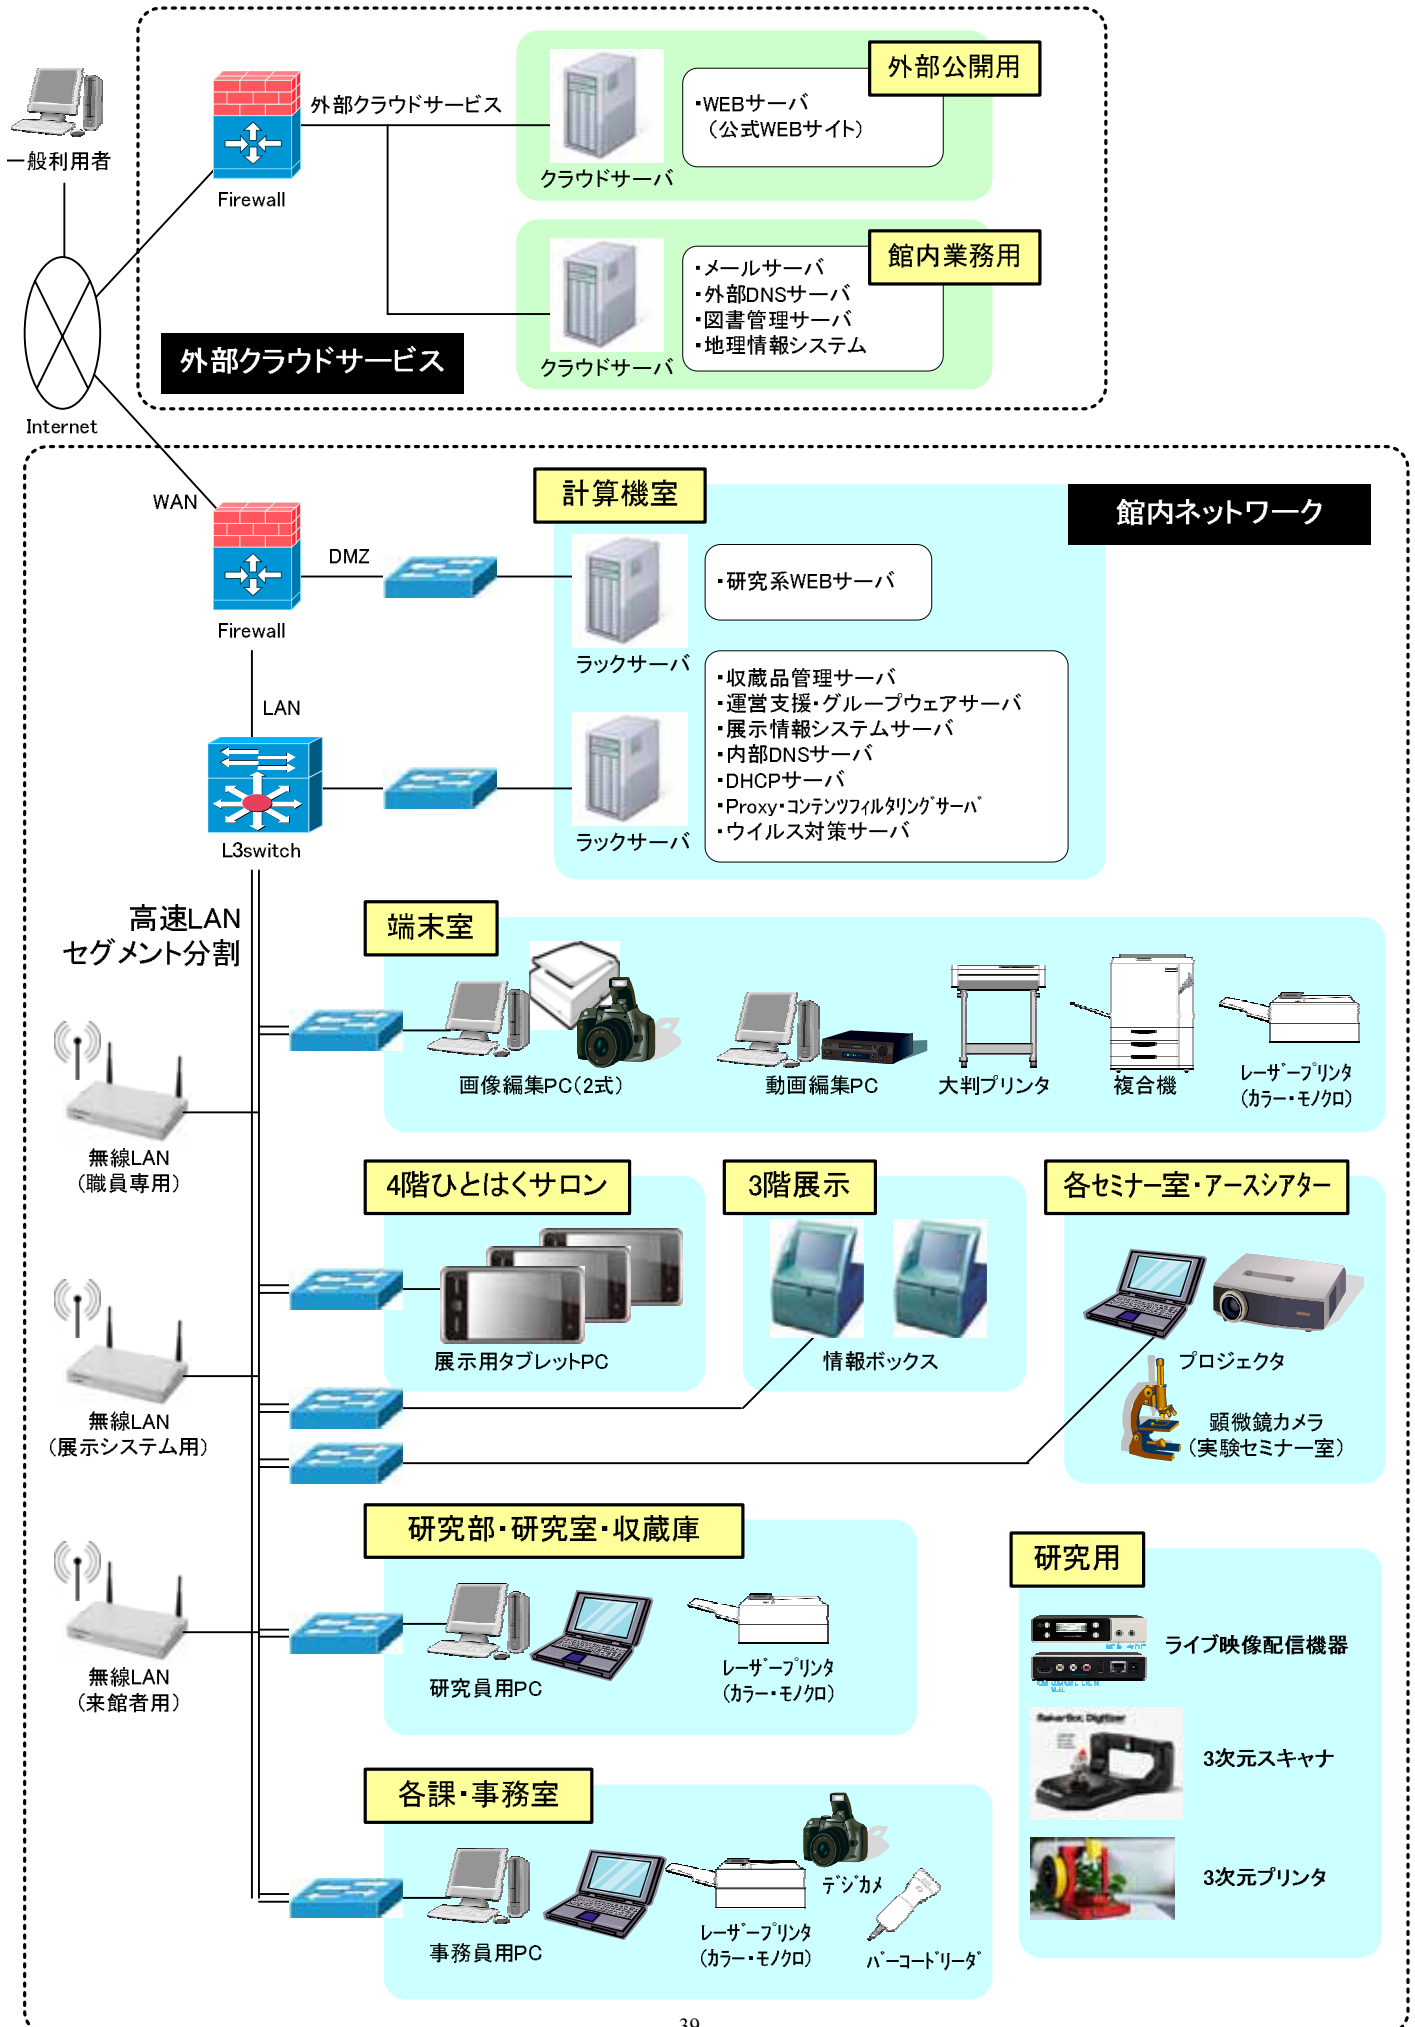 一般利用者
Internet
Firewall
外部クラウドサービス
外部公開用
・WEBサーバ
（公式WEBサイト）
クラウドサーバ
館内業務用
・メールサーバ
・外部DNSサーバ
・図書管理サーバ
・地理情報システム
クラウドサーバ
外部クラウドサービス
WAN
館内ネットワーク
計算機室
DMZ
Firewall
・研究系WEBサーバ
ラックサーバ
LAN
L3switch
・収蔵品管理サーバ
・運営支援・グループウェアサーバ
・展示情報システムサーバ
・内部DNSサーバ
・DHCPサーバ
・Proxy・コンテンツフィルタリングサーバ
・ウイルス対策サーバ
ラックサーバ
高速LAN
セグメント分割
端末室
画像編集PC（2式）
動画編集PC
大判プリンタ
複合機
レーザープリンタ
（カラー・モノクロ）
無線LAN
（職員専用）
4階ひとはくサロン
展示用タブレットPC
3階展示
情報ボックス
各セミナー室・アースシアター
プロジェクタ
顕微鏡カメラ
（実験セミナー室）
無線LAN
（展示システム用）
研究部・研究室・収蔵庫
研究員用PC
レーザープリンタ
（カラー・モノクロ）
無線LAN
（来館者用）
研究用
ライブ映像配信機器
MakerBot Digitizer
3次元スキャナ
3次元プリンタ
各課・事務室
事務員用PC
レーザープリンタ
（カラー・モノクロ）
デジカメ
バーコードリーダ
39